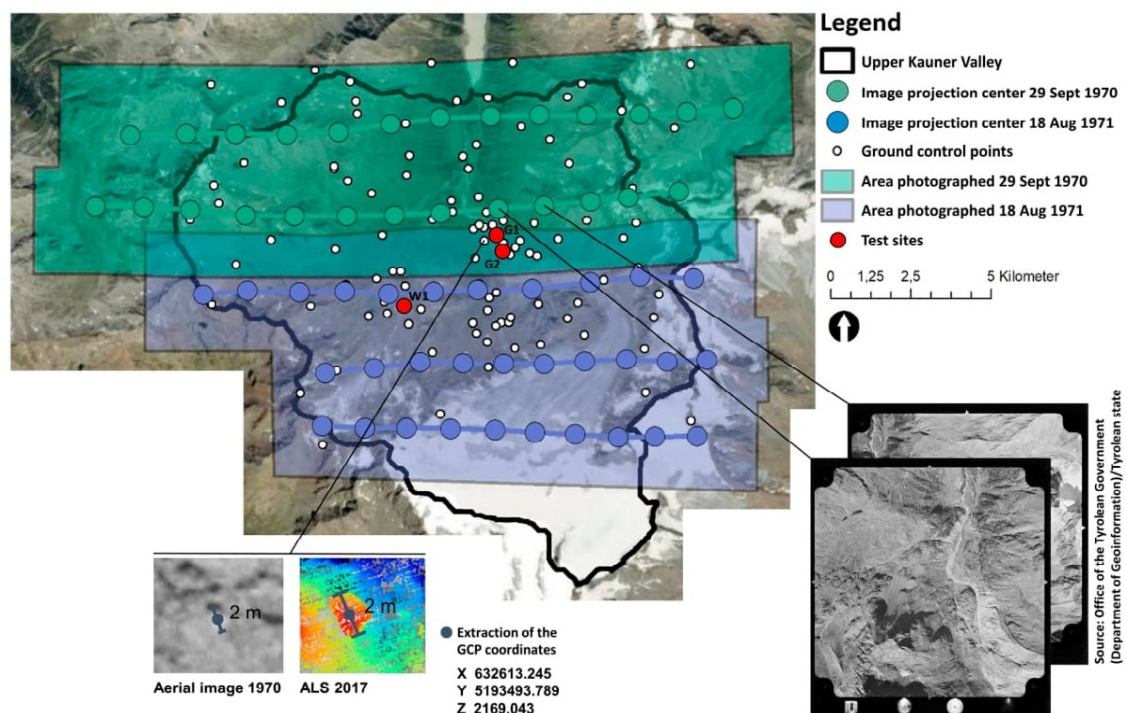 Legend
Upper Kauner Valley
Image projection center 29 Sept 1970
Image projection center 18 Aug 1971
Ground control points
Area photographed 29 Sept 1970
Area photographed 18 Aug 1971
Test sites
0 1,25 2,5 5 Kilometer
G1
G2
W1
2 m
2 m
Aerial image 1970
ALS 2017
Extraction of the
GCP coordinates
X 632613.245
Y 5193493.789
Z 2169.043
Source: Office of the Tyrolean Government
(Department of Geoinformation)/Tyrolean state